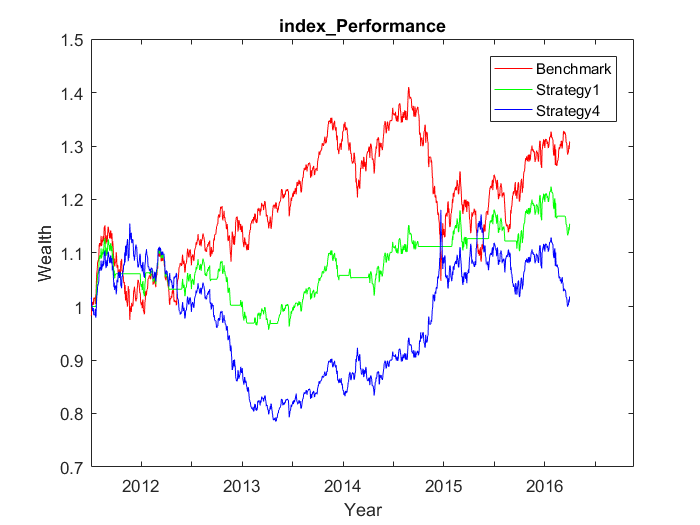 index_Performance
1.5
1.4
1.3
1.2
1.1
1
0.9
0.8
0.7
Wealth
Benchmark
Strategy1
Strategy4
2012 2013 2014 2015 2016
Year